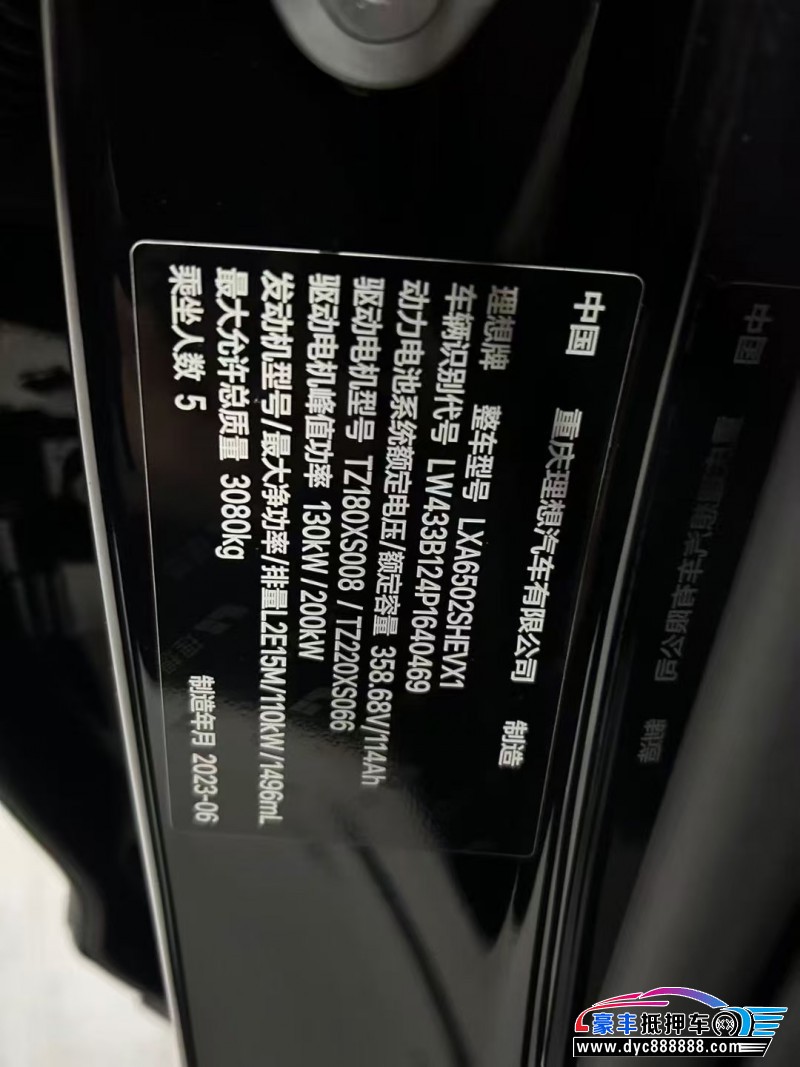 中国 重庆理想汽车有限公司 制造
理想牌 整车型号 LXA6502SHEVX1
车辆识别代号 LW433B124P1640469
动力电池系统额定电压/额定容量 358.68V/114Ah
驱动电机型号 TZ180XS008 / TZ220XS066
驱动电机峰值功率 130kW/200kW
发动机型号/最大净功率/排量L2E15M/110kW/1496mL
最大允许总质量 3080kg
乘坐人数 5 制造年月 2023-06
豪丰抵押车
www.dyc888888.com